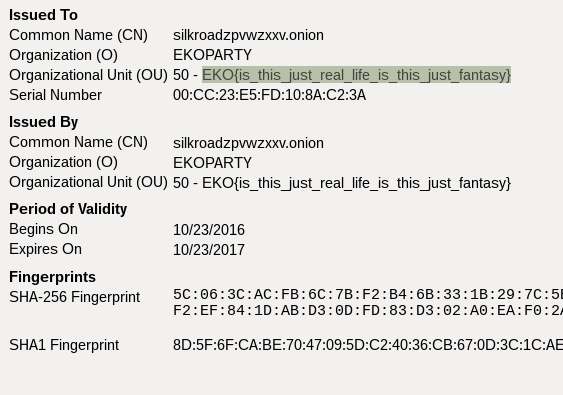 Issued To
Common Name (CN) silkroadzpvwzxxv.onion
Organization (O) EKOPARTY
Organizational Unit (OU) 50 - EKO{is_this_just_real_life_is_this_just_fantasy}
Serial Number 00:CC:23:E5:FD:10:8A:C2:3A
Issued By
Common Name (CN) silkroadzpvwzxxv.onion
Organization (O) EKOPARTY
Organizational Unit (OU) 50 - EKO{is_this_just_real_life_is_this_just_fantasy}
Period of Validity
Begins On 10/23/2016
Expires On 10/23/2017
Fingerprints
SHA-256 Fingerprint 5C:06:3C:AC:FB:6C:7B:F2:B4:6B:33:1B:29:7C:5
F2:EF:84:1D:AB:D3:0D:FD:83:D3:02:A0:EA:F0:2
SHA1 Fingerprint 8D:5F:6F:CA:BE:70:47:09:5D:C2:40:36:CB:67:0D:3C:1C:AE